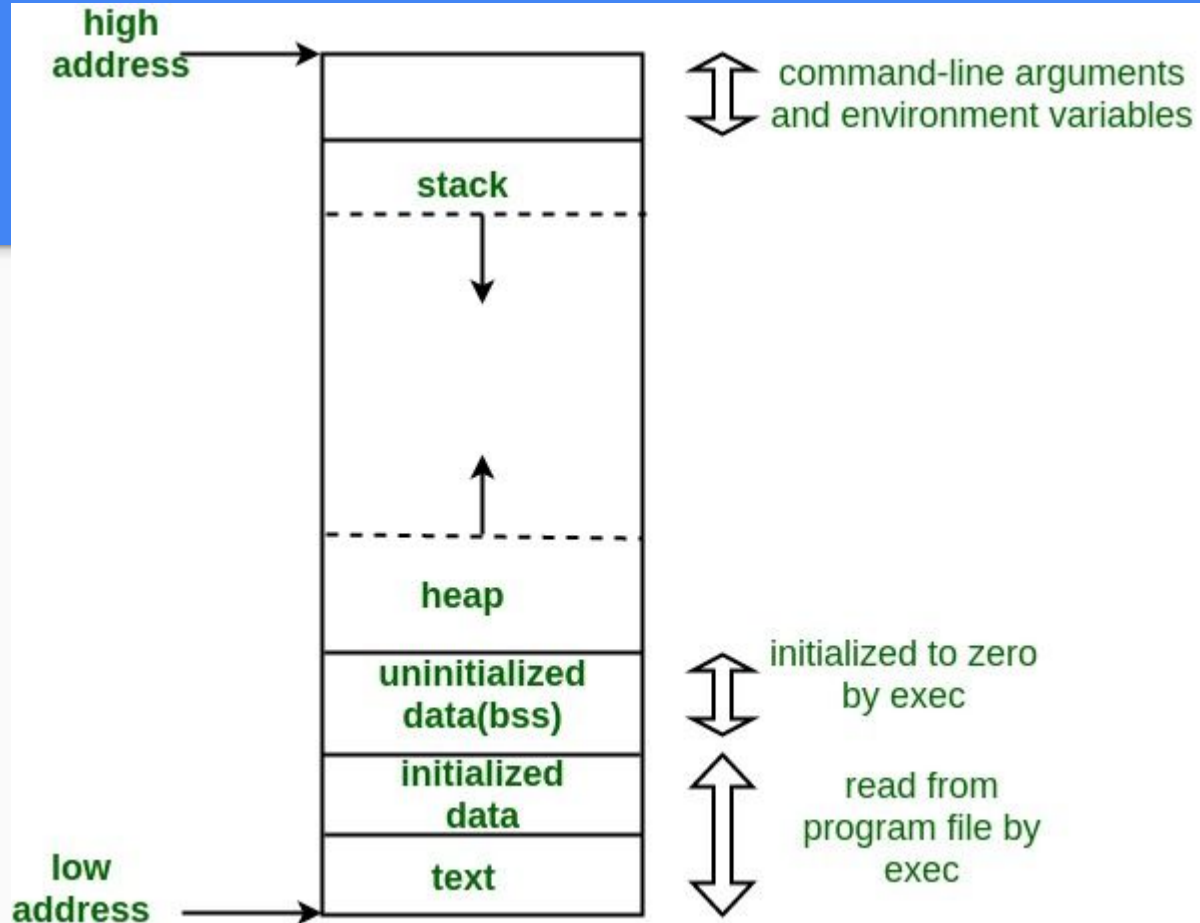 high
address
command-line arguments
and environment variables
stack
heap
uninitialized
data(bss)
initialized to zero
by exec
initialized
data
read from
program file by
exec
text
low
address